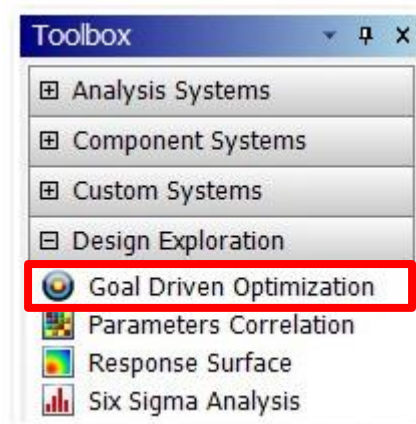 Toolbox
Analysis Systems
Component Systems
Custom Systems
Design Exploration
Goal Driven Optimization
Parameters Correlation
Response Surface
Six Sigma Analysis